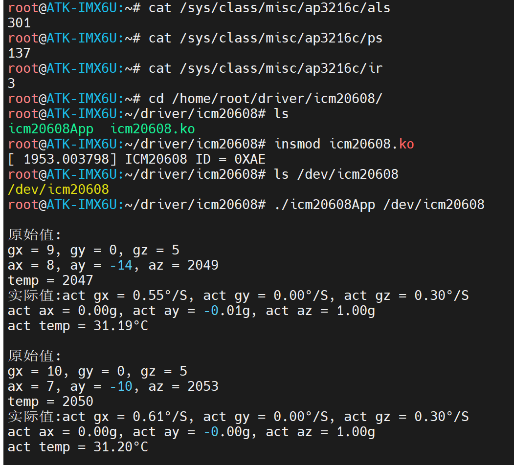 root@ATK-IMX6U:~# cat /sys/class/misc/ap3216c/als
301
root@ATK-IMX6U:~# cat /sys/class/misc/ap3216c/ps
137
root@ATK-IMX6U:~# cat /sys/class/misc/ap3216c/ir
3
root@ATK-IMX6U:~# cd /home/root/driver/icm20608/
root@ATK-IMX6U:~/driver/icm20608# ls
icm20608App  icm20608.ko
root@ATK-IMX6U:~/driver/icm20608# insmod icm20608.ko
[ 1953.003798] ICM20608 ID = 0XAE
root@ATK-IMX6U:~/driver/icm20608# ls /dev/icm20608
/dev/icm20608
root@ATK-IMX6U:~/driver/icm20608# ./icm20608App /dev/icm20608
原始值:
gx = 9, gy = 0, gz = 5
ax = 8, ay = -14, az = 2049
temp = 2047
实际值:act gx = 0.55°/S, act gy = 0.00°/S, act gz = 0.30°/S
act ax = 0.00g, act ay = -0.01g, act az = 1.00g
act temp = 31.19°C
原始值:
gx = 10, gy = 0, gz = 5
ax = 7, ay = -10, az = 2053
temp = 2050
实际值:act gx = 0.61°/S, act gy = 0.00°/S, act gz = 0.30°/S
act ax = 0.00g, act ay = -0.00g, act az = 1.00g
act temp = 31.20°C